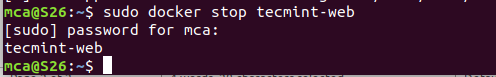 mca@S26:~$ sudo docker stop tecmint-web
[sudo] password for mca:
tecmint-web
mca@S26:~$